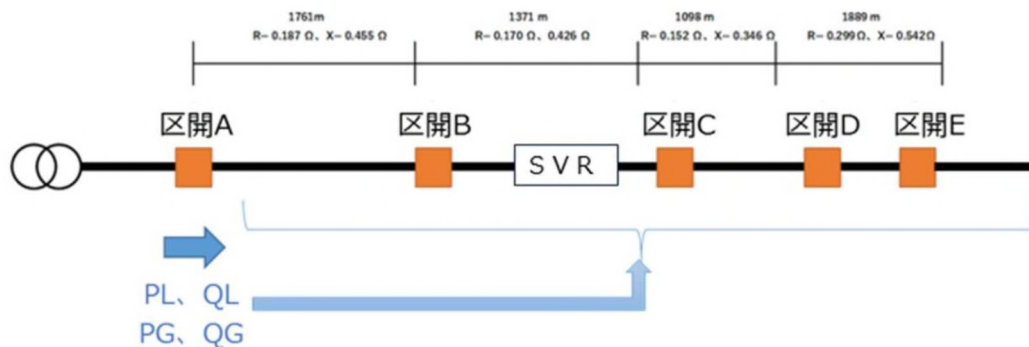 1761m
R−0.187 Ω、X−0.455 Ω
1371 m
R−0.170 Ω、0.426 Ω
1098 m
R−0.152 Ω、X−0.346 Ω
1889 m
R−0.299Ω、X−0.542Ω
区開A
区開B
区開C
区開D
区開E
ＳＶＲ
PL、QL
PG、QG